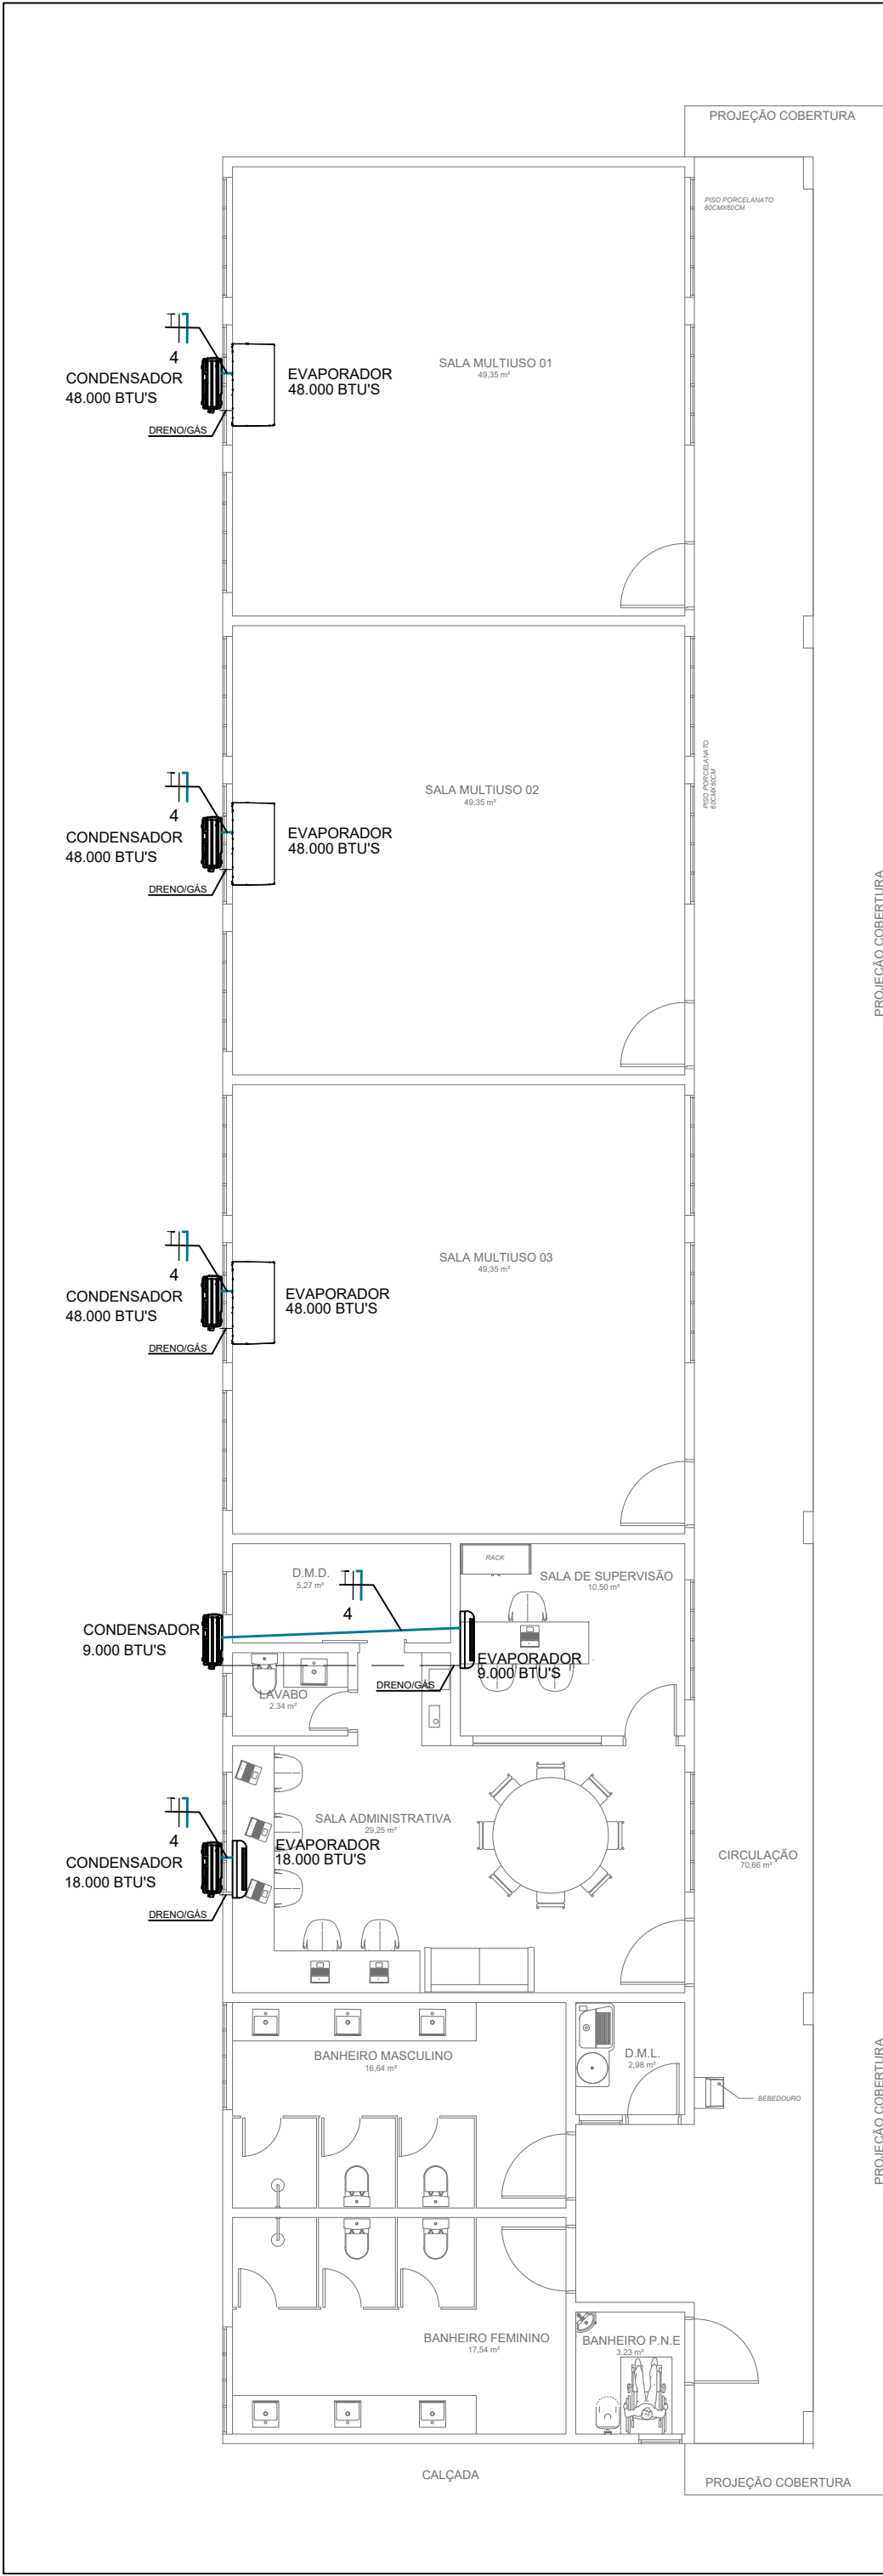 PROJEÇÃO COBERTURA
PISO PORCELANATO
60CMX60CM
SALA MULTIUSO 01
49,35 m²
4
CONDENSADOR
48.000 BTU'S
EVAPORADOR
48.000 BTU'S
DRENO/GÁS
SALA MULTIUSO 02
49,35 m²
PISO PORCELANATO
60CMX60CM
4
CONDENSADOR
48.000 BTU'S
EVAPORADOR
48.000 BTU'S
DRENO/GÁS
PROJEÇÃO COBERTURA
SALA MULTIUSO 03
49,35 m²
4
CONDENSADOR
48.000 BTU'S
EVAPORADOR
48.000 BTU'S
DRENO/GÁS
RACK
D.M.D.
5,27 m²
SALA DE SUPERVISÃO
10,50 m²
4
CONDENSADOR
9.000 BTU'S
EVAPORADOR
9.000 BTU'S
DRENO/GÁS
LAVABO
2,34 m²
SALA ADMINISTRATIVA
29,25 m²
4
CONDENSADOR
18.000 BTU'S
EVAPORADOR
18.000 BTU'S
DRENO/GÁS
CIRCULAÇÃO
70,66 m²
BANHEIRO MASCULINO
16,64 m²
D.M.L.
2,98 m²
BEBEDOURO
PROJEÇÃO COBERTURA
BANHEIRO FEMININO
17,54 m²
BANHEIRO P.N.E
3,23 m²
CALÇADA
PROJEÇÃO COBERTURA